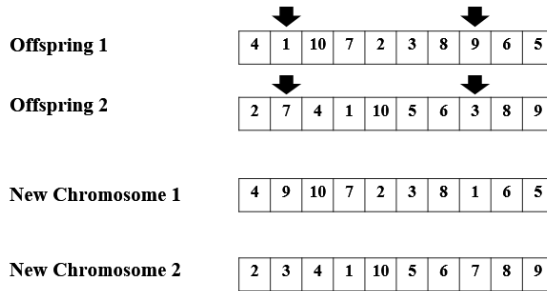 Offspring 1 4 1 10 7 2 3 8 9 6 5
Offspring 2 2 7 4 1 10 5 6 3 8 9
New Chromosome 1 4 9 10 7 2 3 8 1 6 5
New Chromosome 2 2 3 4 1 10 5 6 7 8 9